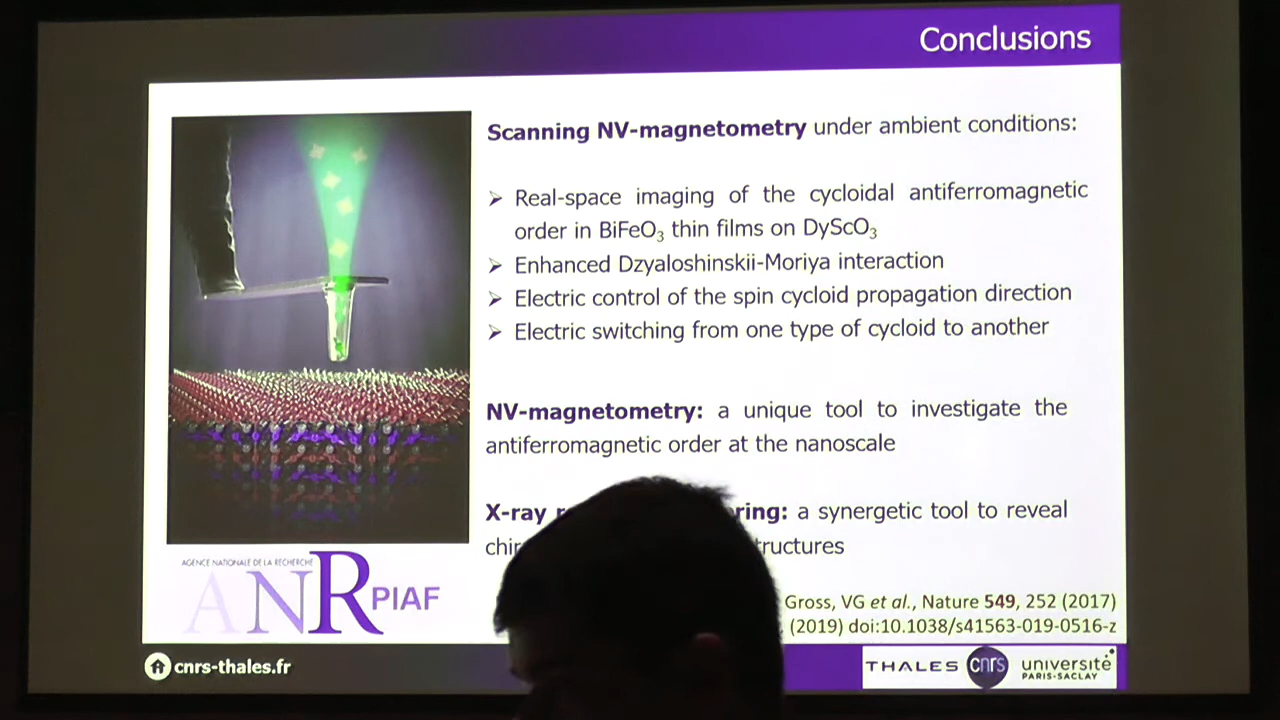 Conclusions
Scanning NV-magnetometry under ambient conditions:
➢ Real-space imaging of the cycloidal antiferromagnetic
order in BiFeO₃ thin films on DyScO₃
➢ Enhanced Dzyaloshinskii-Moriya interaction
➢ Electric control of the spin cycloid propagation direction
➢ Electric switching from one type of cycloid to another
NV-magnetometry: a unique tool to investigate the
antiferromagnetic order at the nanoscale
X-ray a synergetic tool to reveal
AGENCE NATIONALE DE LA RECHERCHE
ANR PIAF
Gross, VG et al., Nature 549, 252 (2017)
(2019) doi:10.1038/s41563-019-0516-z
cnrs-thales.fr
THALES cnrs université
PARIS-SACLAY